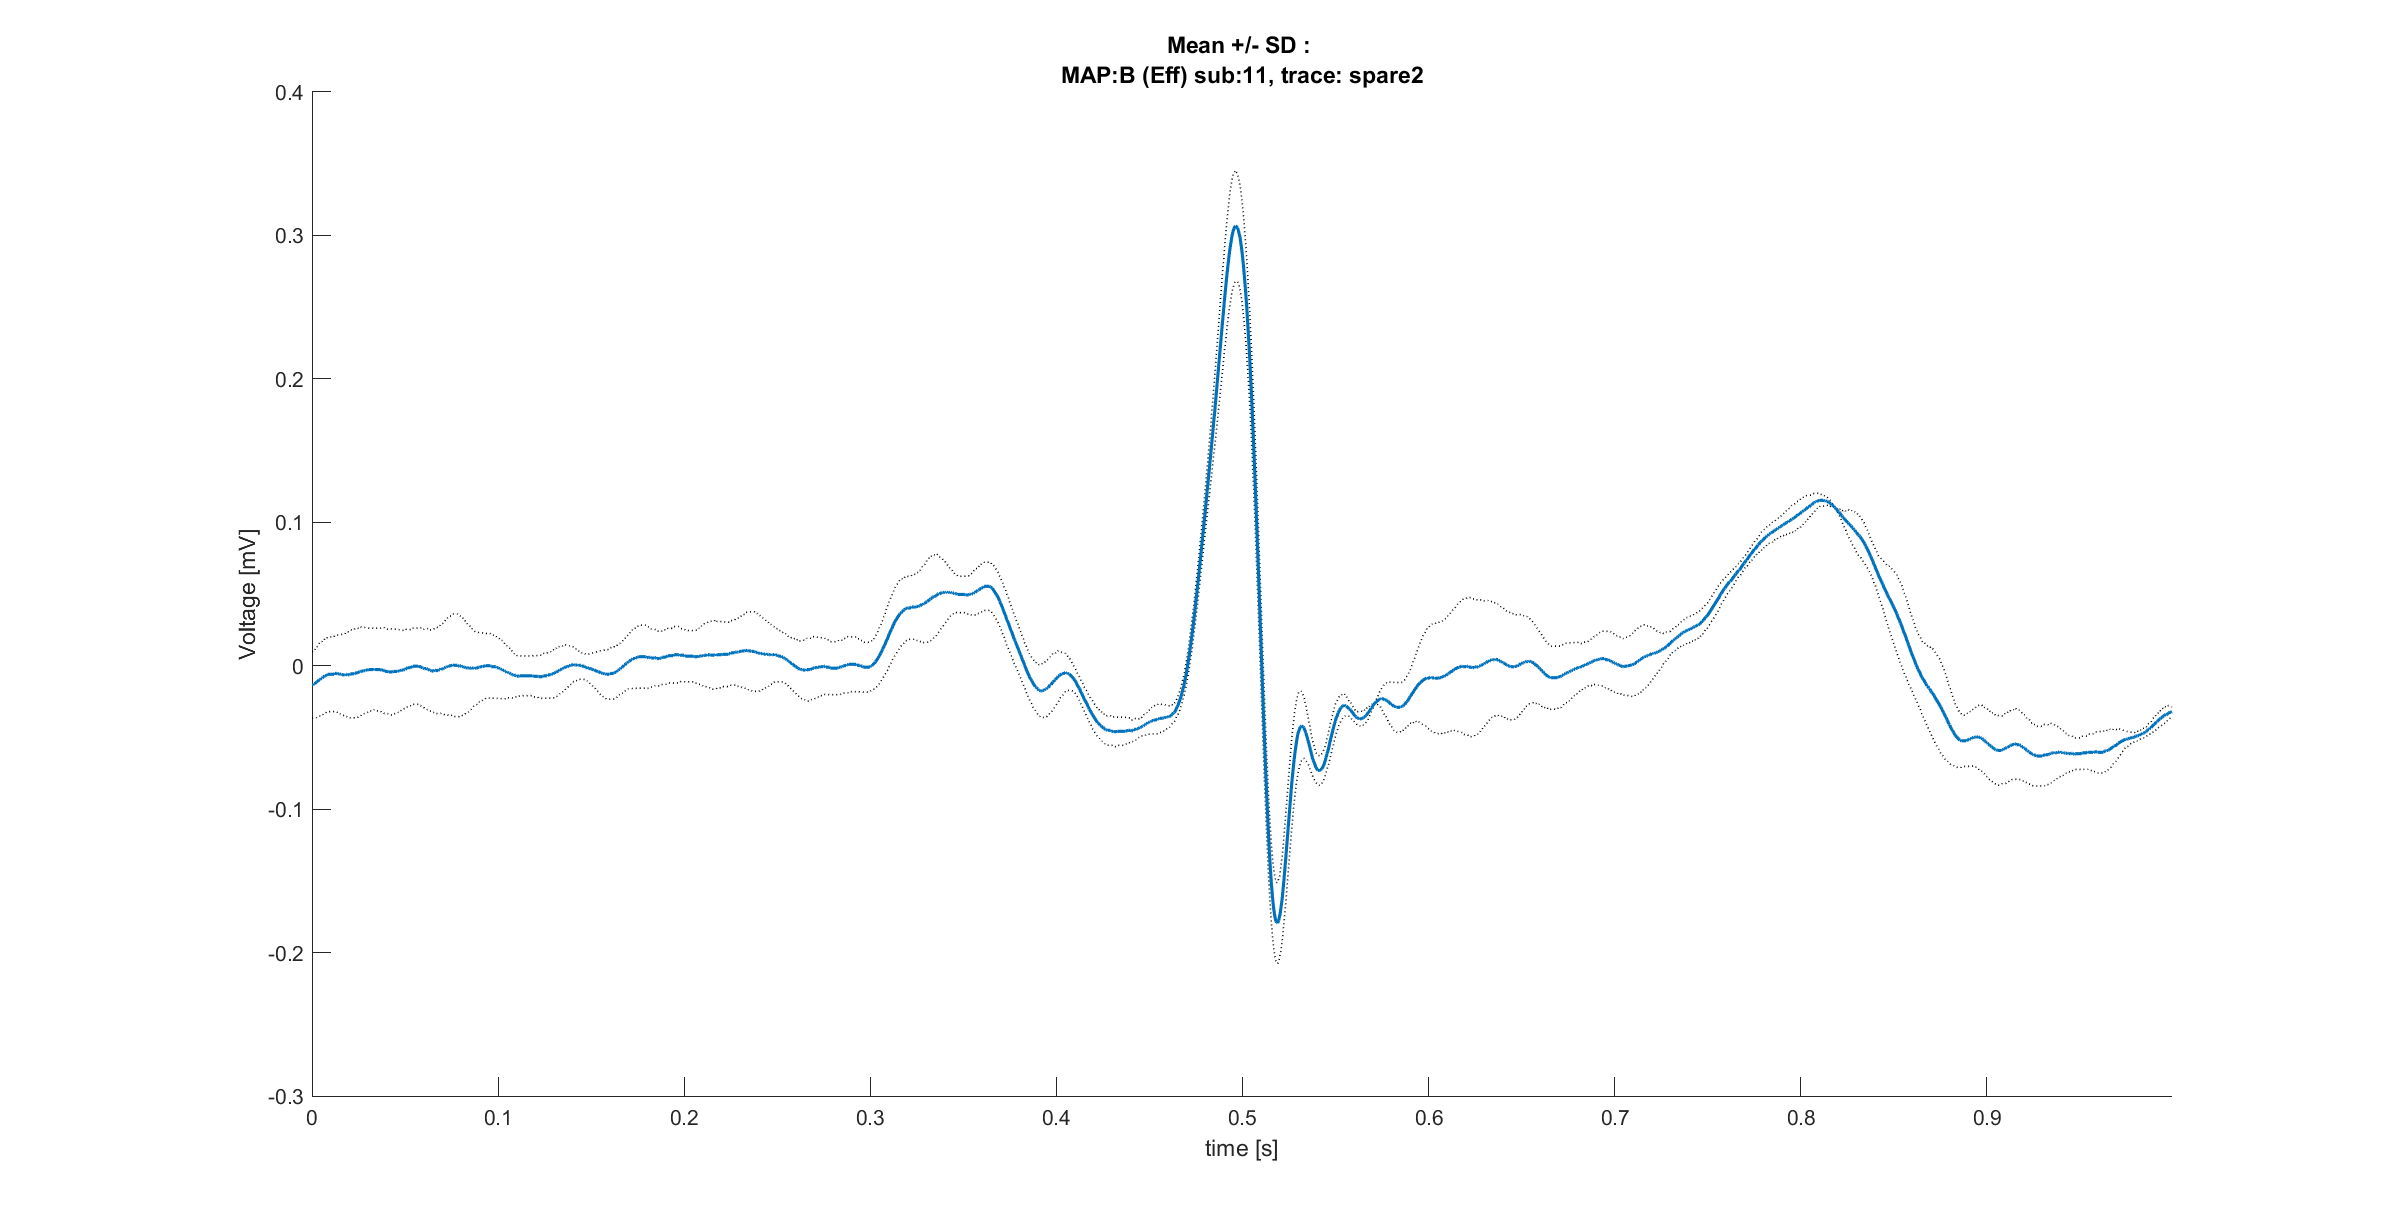 Mean +/- SD :
MAP:B (Eff) sub:11, trace: spare2
0.4
0.3
0.2
0.1
0
-0.1
-0.2
-0.3
Voltage [mV]
0 0.1 0.2 0.3 0.4 0.5 0.6 0.7 0.8 0.9
time [s]